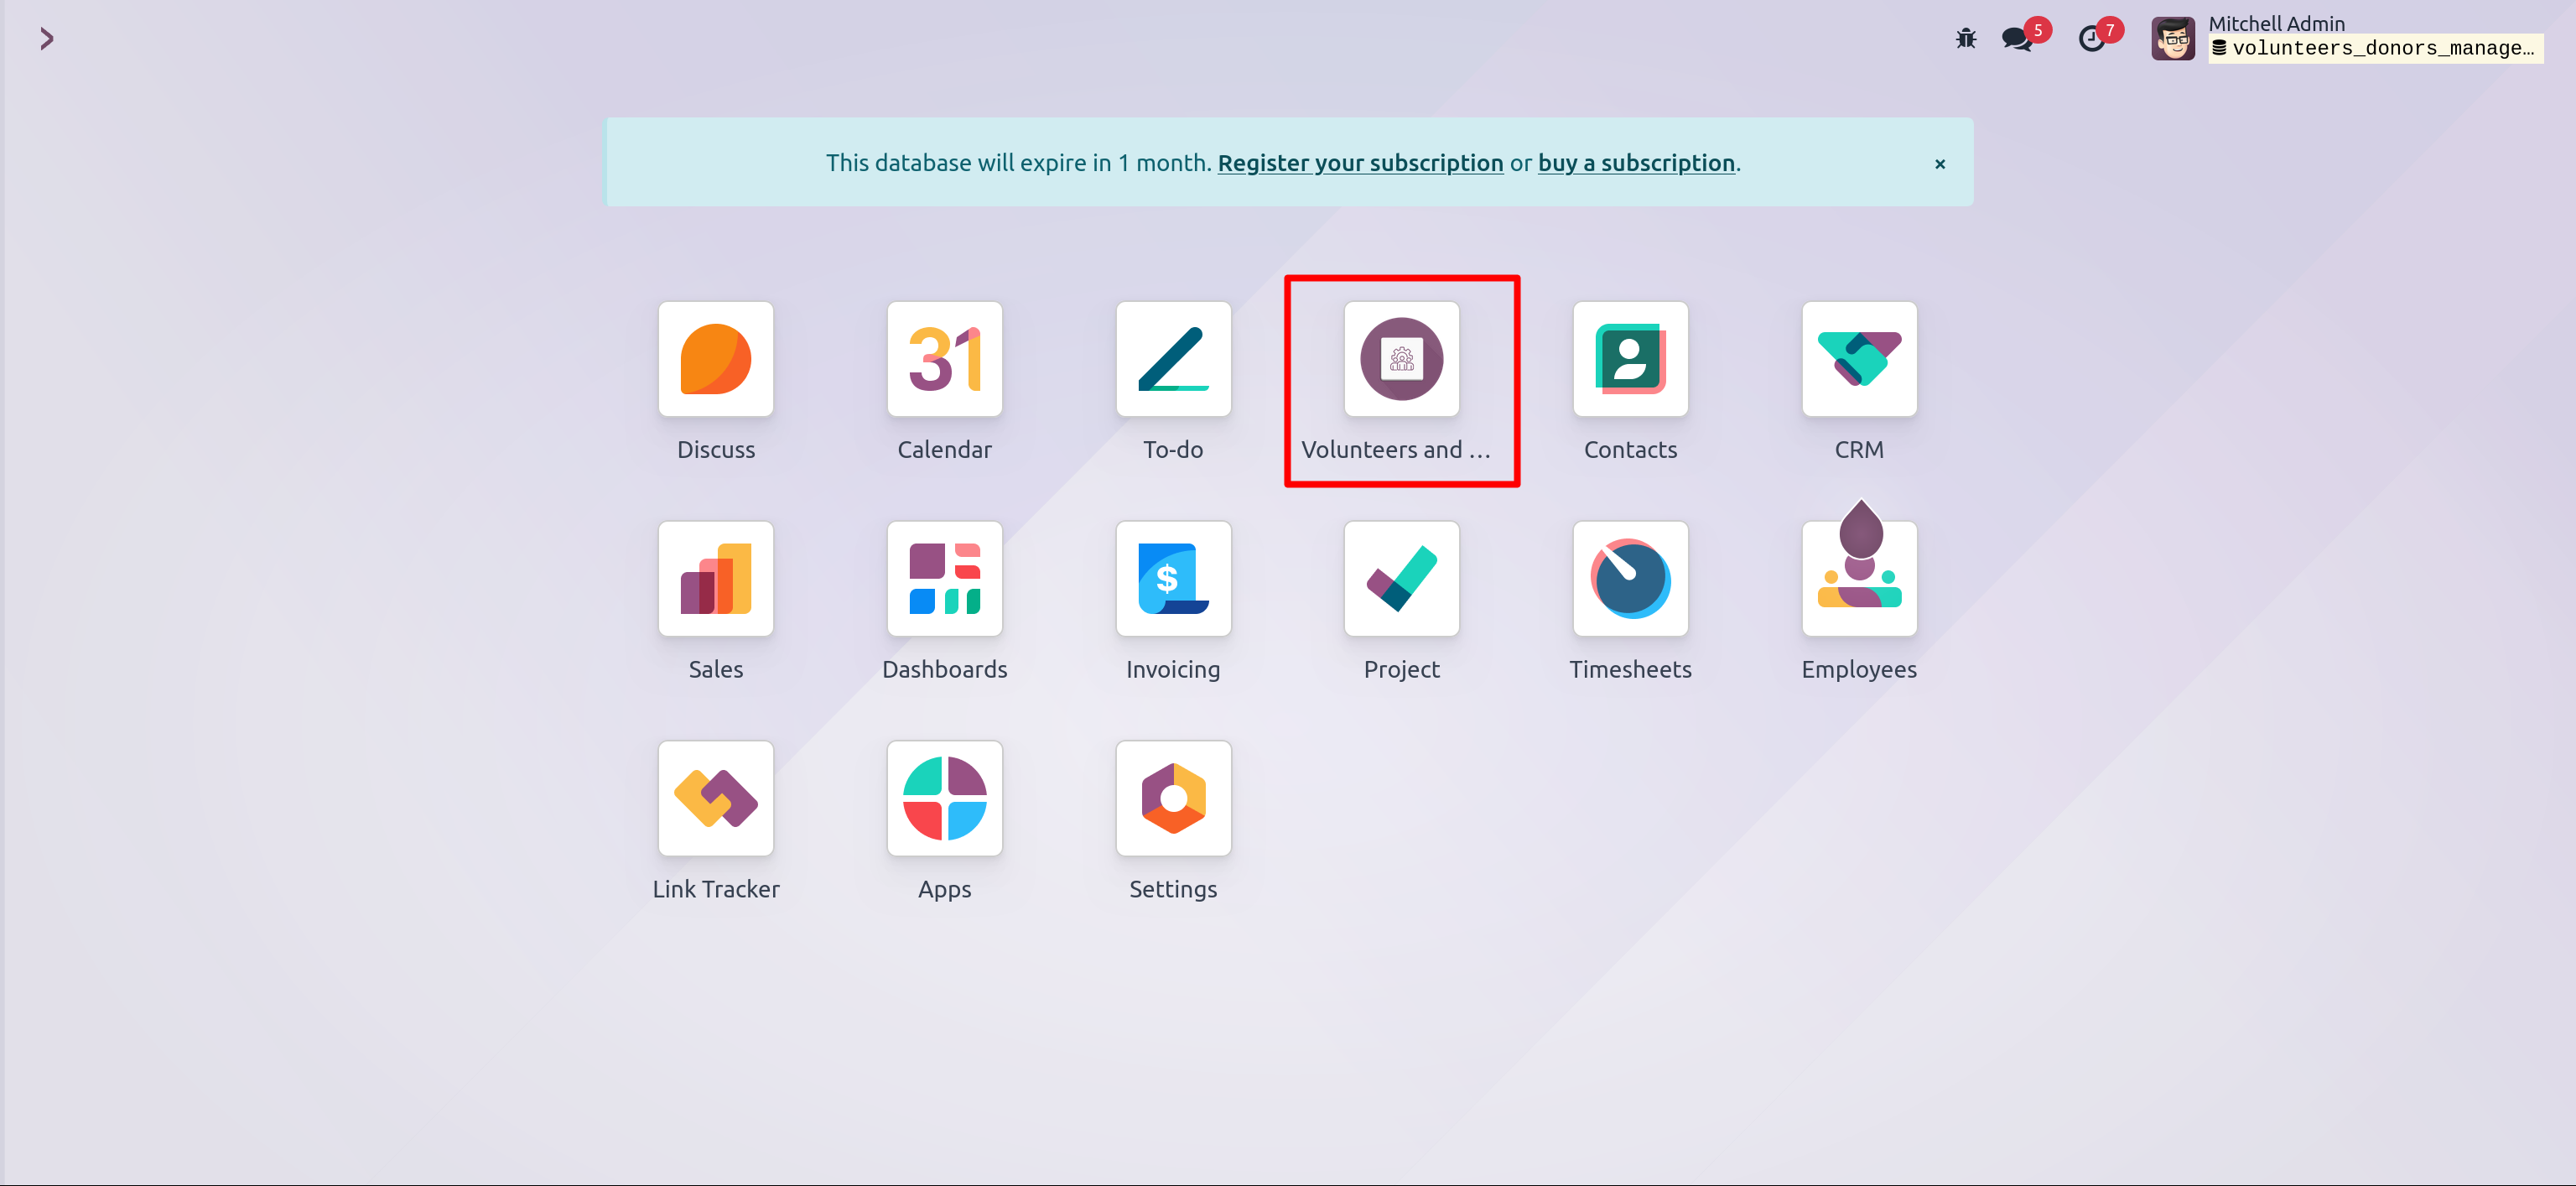 5
7
Mitchell Admin
volunteers_donors_manage...
This database will expire in 1 month. Register your subscription or buy a subscription.
×
31
Discuss
Calendar
To-do
Volunteers and ...
Contacts
CRM
$
Sales
Dashboards
Invoicing
Project
Timesheets
Employees
Link Tracker
Apps
Settings